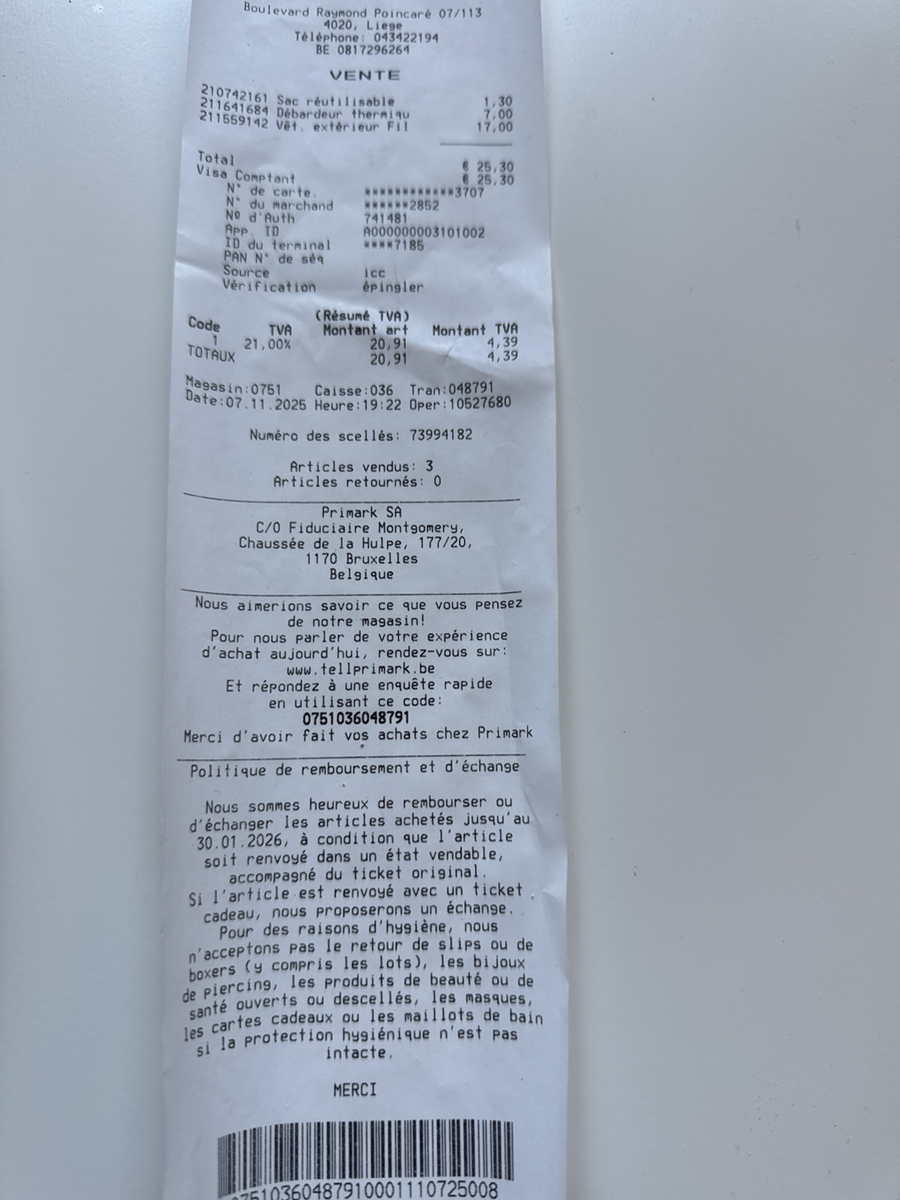 Boulevard Raymond Poincaré 07/113
4020, Liege
Téléphone: 043422194
BE 0817296264
VENTE
210742161 Sac réutilisable 1,30
211641684 Débardeur thermiqu 7,00
211559142 Vêt. extérieur Fil 17,00
Total € 25,30
Visa Comptant € 25,30
N° de carte. ************3707
N° du marchand ******2852
Nº d'Auth 741481
App. ID A0000000031010​02
ID du terminal ****7185
PAN N° de séq
Source icc
Vérification épingler
(Résumé TVA)
Code TVA Montant art Montant TVA
1 21,00% 20,91 4,39
TOTAUX 20,91 4,39
Magasin:0751 Caisse:036 Tran:048791
Date:07.11.2025 Heure:19:22 Oper:10527680
Numéro des scellés: 73994182
Articles vendus: 3
Articles retournés: 0
Primark SA
C/O Fiduciaire Montgomery,
Chaussée de la Hulpe, 177/20,
1170 Bruxelles
Belgique
Nous aimerions savoir ce que vous pensez
de notre magasin!
Pour nous parler de votre expérience
d'achat aujourd'hui, rendez-vous sur:
www.tellprimark.be
Et répondez à une enquête rapide
en utilisant ce code:
0751036048791
Merci d'avoir fait vos achats chez Primark
Politique de remboursement et d'échange
Nous sommes heureux de rembourser ou
d'échanger les articles achetés jusqu'au
30.01.2026, à condition que l'article
soit renvoyé dans un état vendable,
accompagné du ticket original.
Si l'article est renvoyé avec un ticket
cadeau, nous proposerons un échange.
Pour des raisons d'hygiène, nous
n'acceptons pas le retour de slips ou de
boxers (y compris les lots), les bijoux
de piercing, les produits de beauté ou de
santé ouverts ou descellés, les masques,
les cartes cadeaux ou les maillots de bain
si la protection hygiénique n'est pas
intacte.
MERCI
07510360487910001110725008